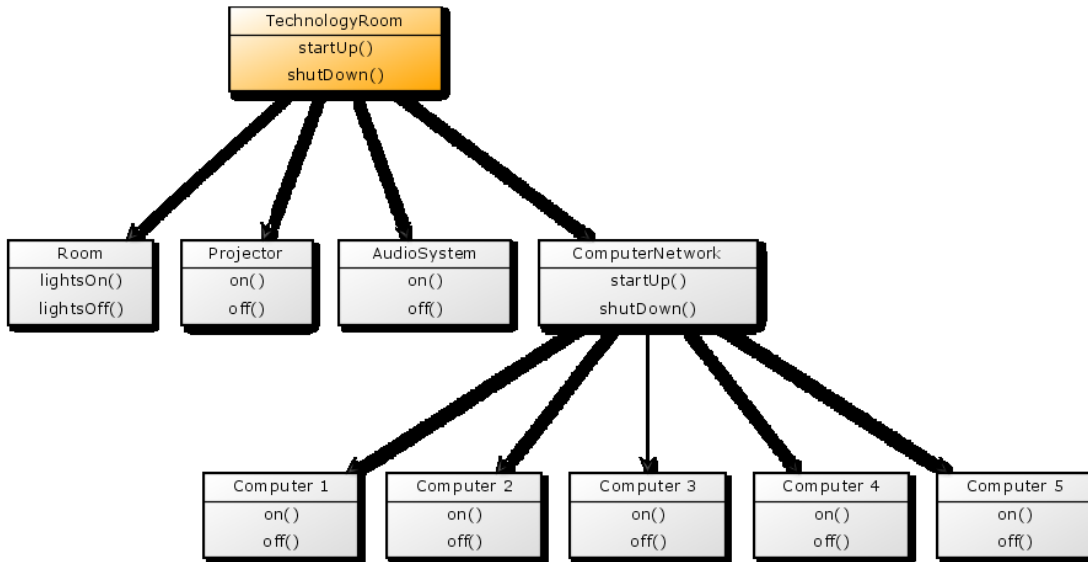 TechnologyRoom
startUp()
shutDown()
Room
lightsOn()
lightsOff()
Projector
on()
off()
AudioSystem
on()
off()
ComputerNetwork
startUp()
shutDown()
Computer 1
on()
off()
Computer 2
on()
off()
Computer 3
on()
off()
Computer 4
on()
off()
Computer 5
on()
off()